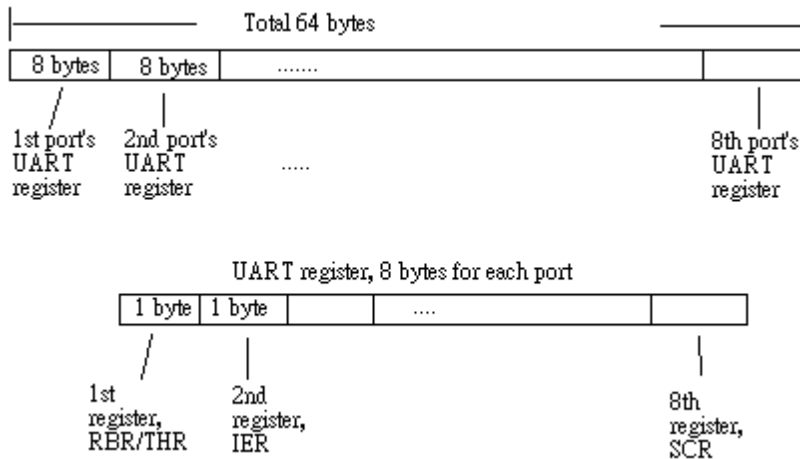 Total 64 bytes
8 bytes 8 bytes .......
1st port's
UART
register
2nd port's
UART
register
.....
8th port's
UART
register
UART register, 8 bytes for each port
1 byte 1 byte ....
1st
register,
RBR/THR
2nd
register,
IER
8th
register,
SCR